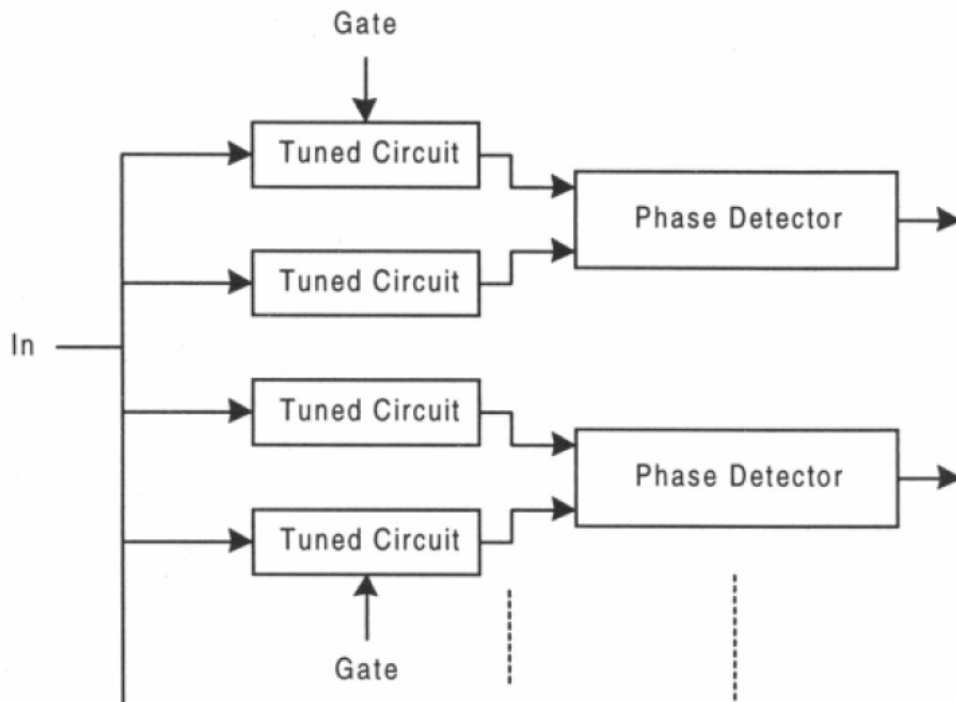 Gate
Tuned Circuit
Phase Detector
Tuned Circuit
In
Tuned Circuit
Phase Detector
Tuned Circuit
Gate